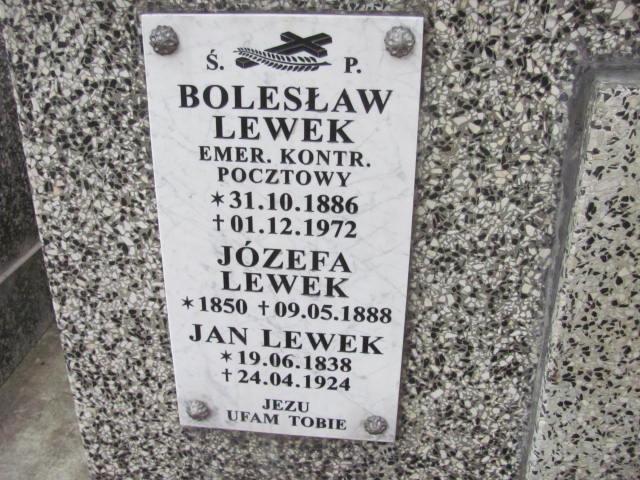 Ś. P.
BOLESŁAW
LEWEK
EMER. KONTR.
POCZTOWY
* 31.10.1886
† 01.12.1972
JÓZEFA
LEWEK
* 1850 † 09.05.1888
JAN LEWEK
* 19.06.1838
† 24.04.1924
JEZU
UFAM TOBIE